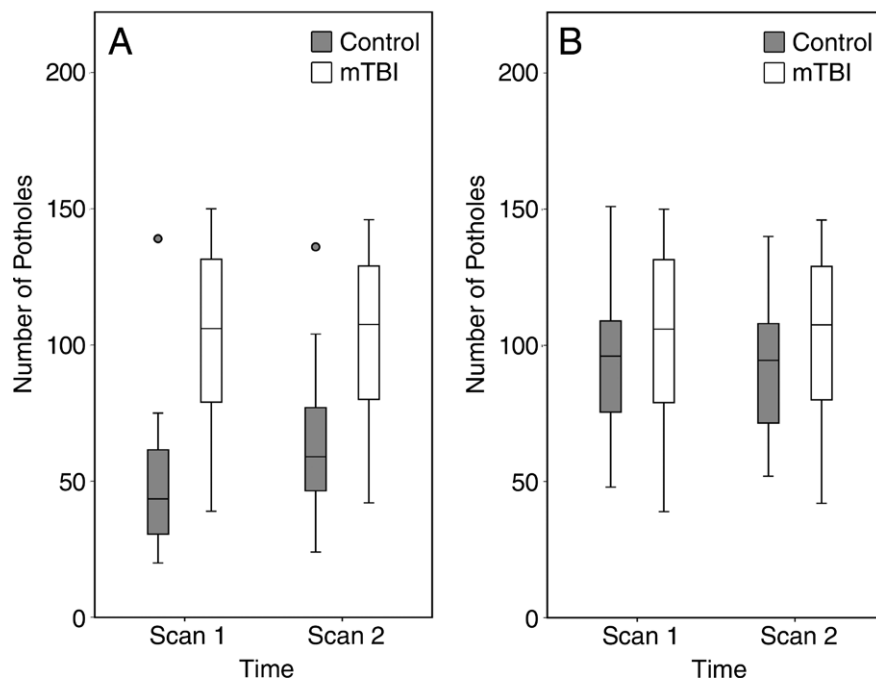 A
Control
mTBI
200
150
100
50
0
Number of Potholes
Scan 1 Scan 2
Time
B
Control
mTBI
200
150
100
50
0
Number of Potholes
Scan 1 Scan 2
Time